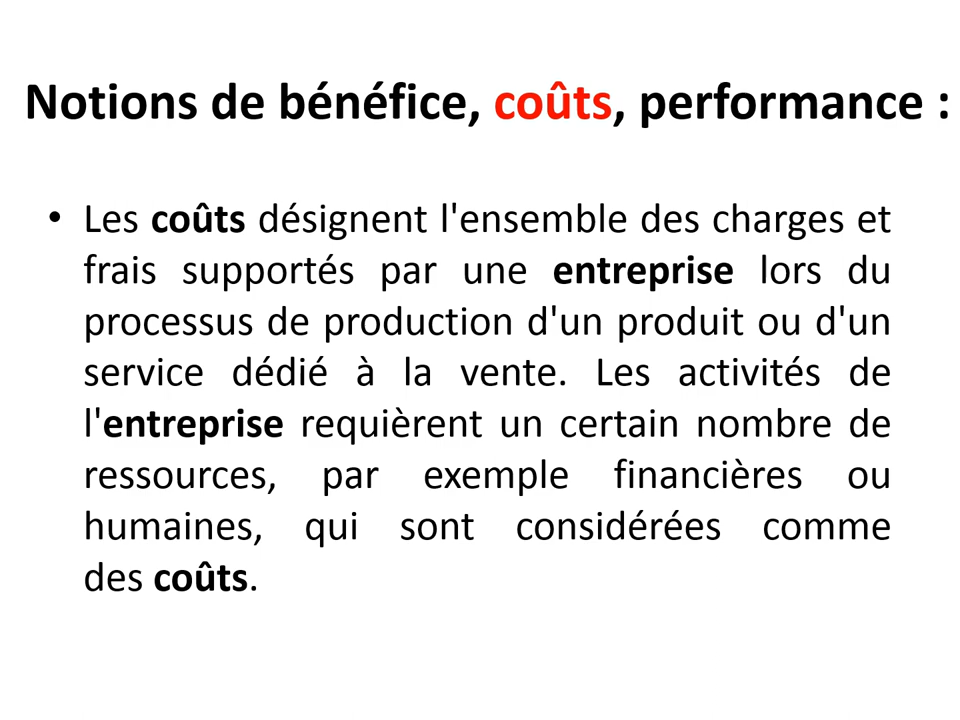 Notions de bénéfice, coûts, performance :
• Les coûts désignent l'ensemble des charges et
frais supportés par une entreprise lors du
processus de production d'un produit ou d'un
service dédié à la vente. Les activités de
l'entreprise requièrent un certain nombre de
ressources, par exemple financières ou
humaines, qui sont considérées comme
des coûts.